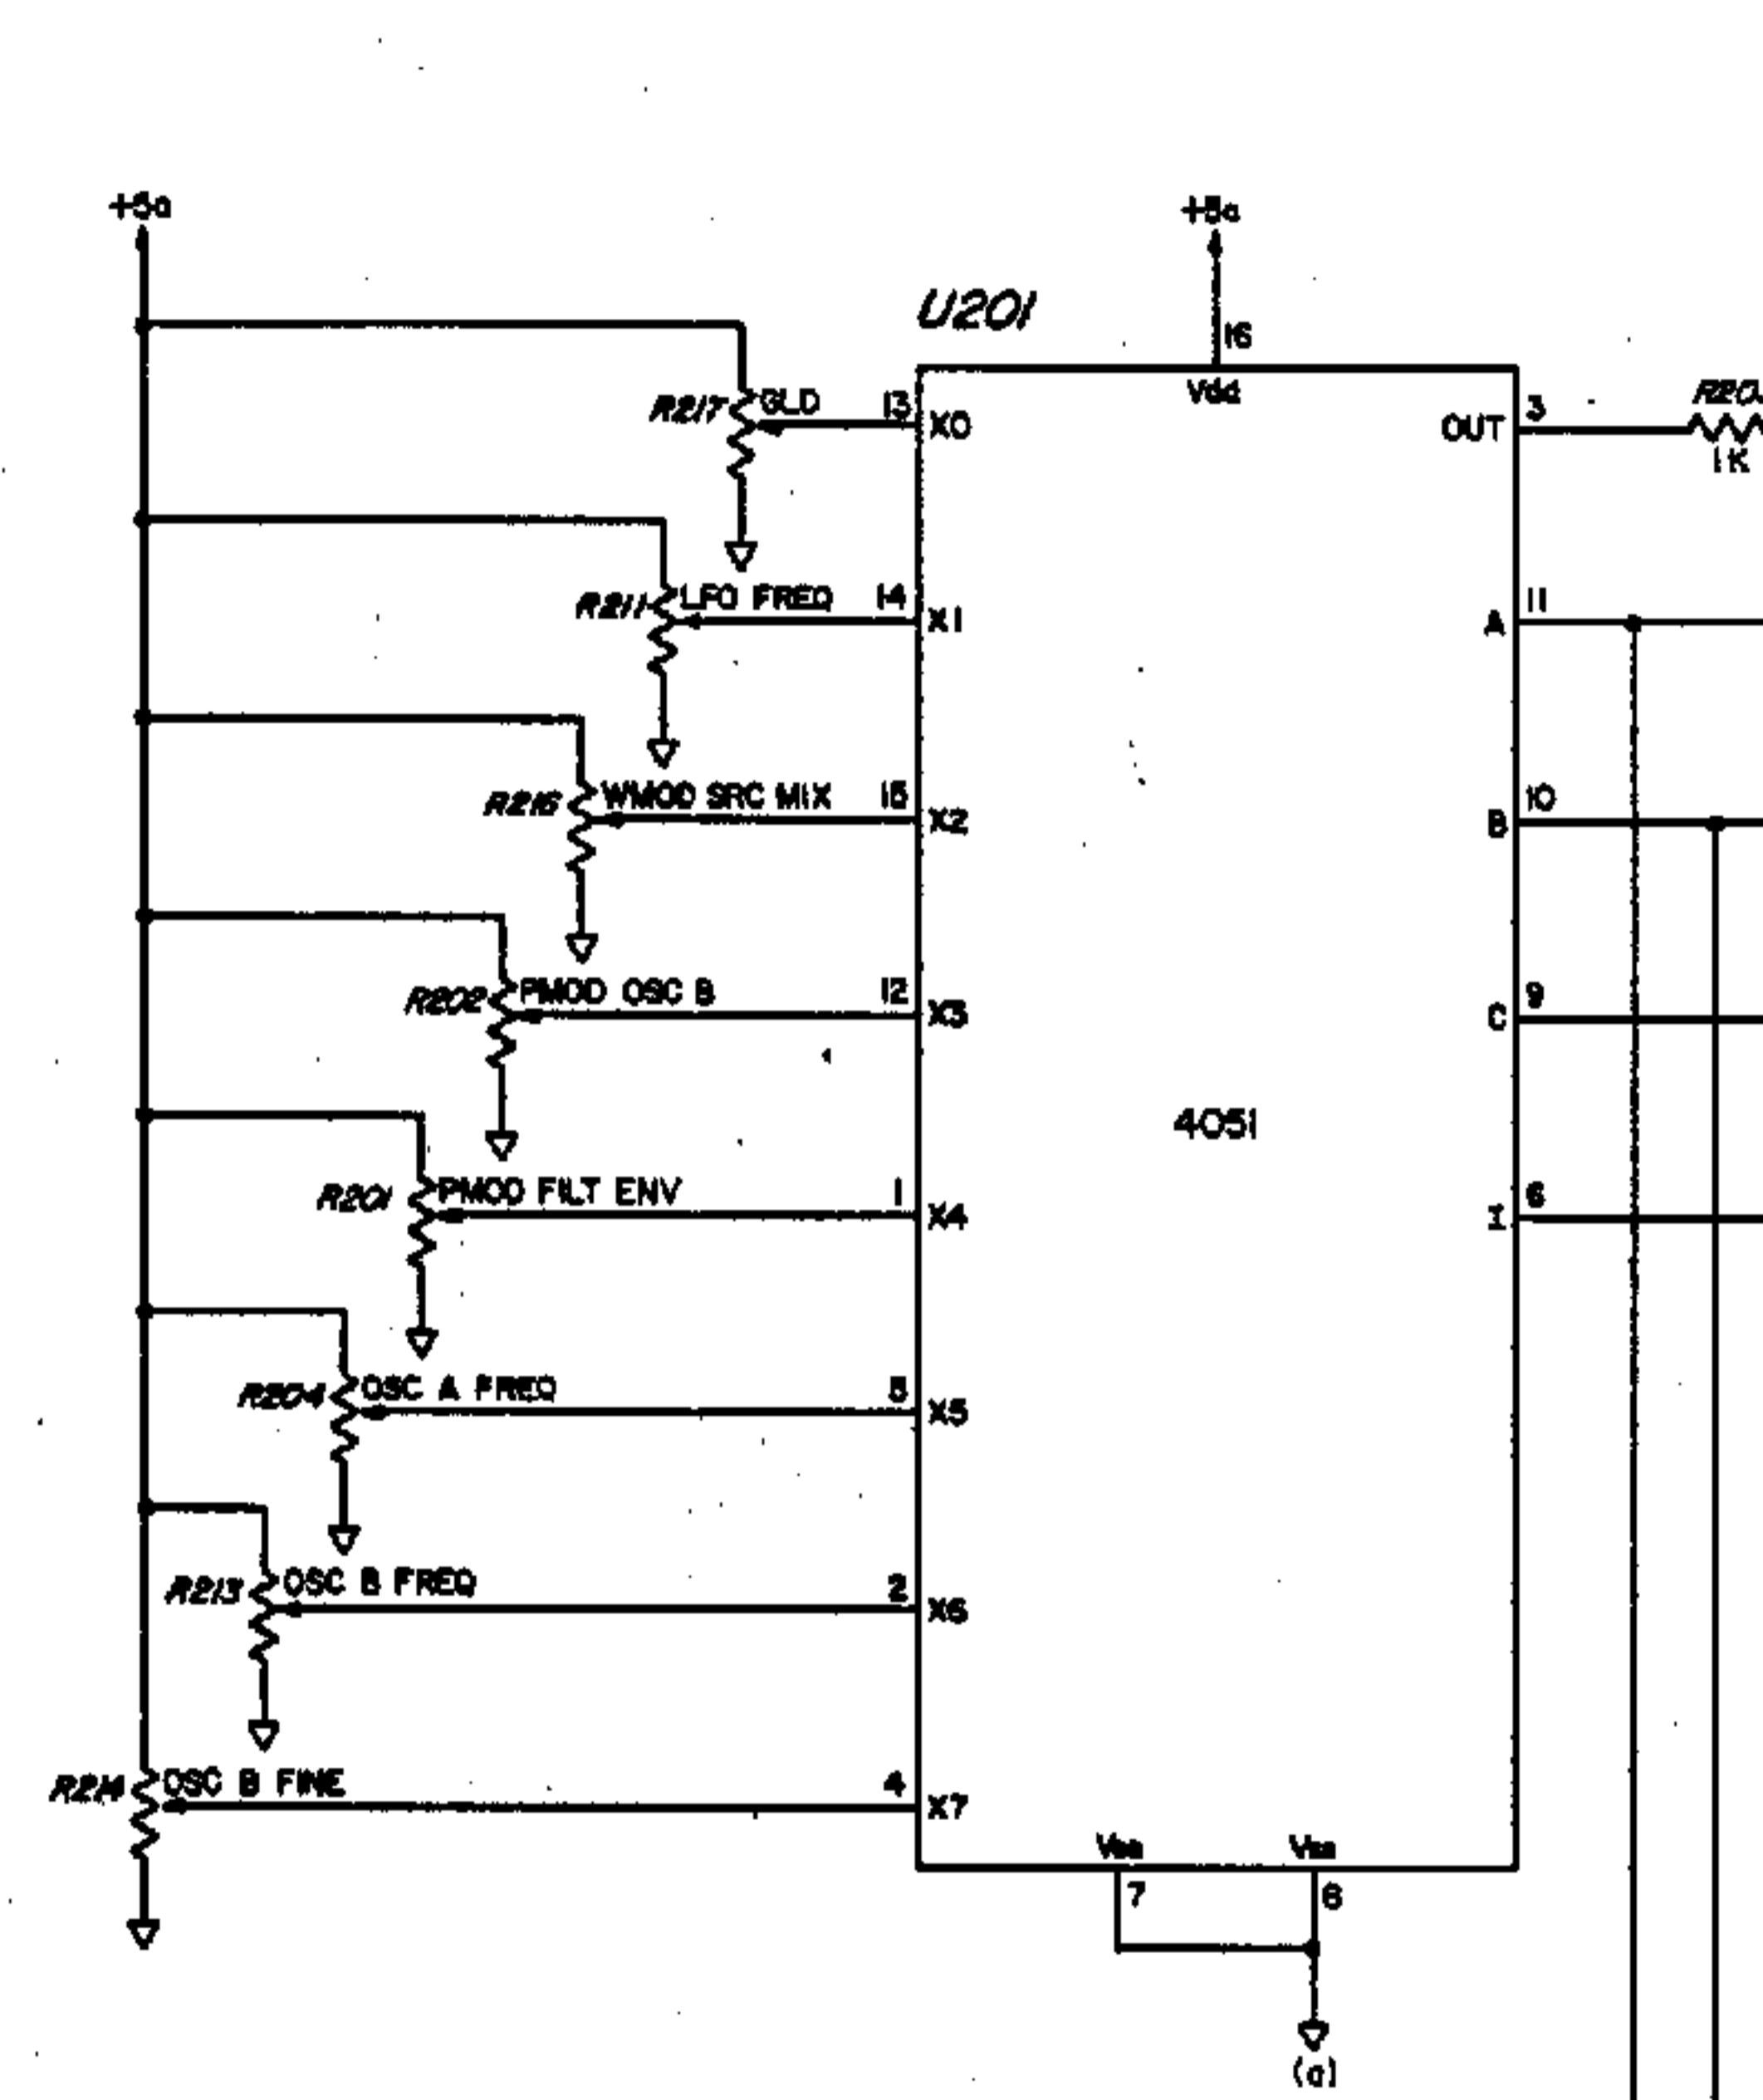 +5a
+5a
U201
16
Vdd
R217
GLD
13
X0
OUT
3
1K
R211
LFO FREQ
14
X1
A
11
WMOD SRC MIX
15
X2
B
10
R202
PMOD OSC B
12
X3
C
9
4051
R201
PMOD FILT ENV
1
X4
I
6
R204
OSC A FREQ
5
X5
R213
OSC B FREQ
2
X6
R214
OSC B FINE
4
X7
Vss
7
8
(a)